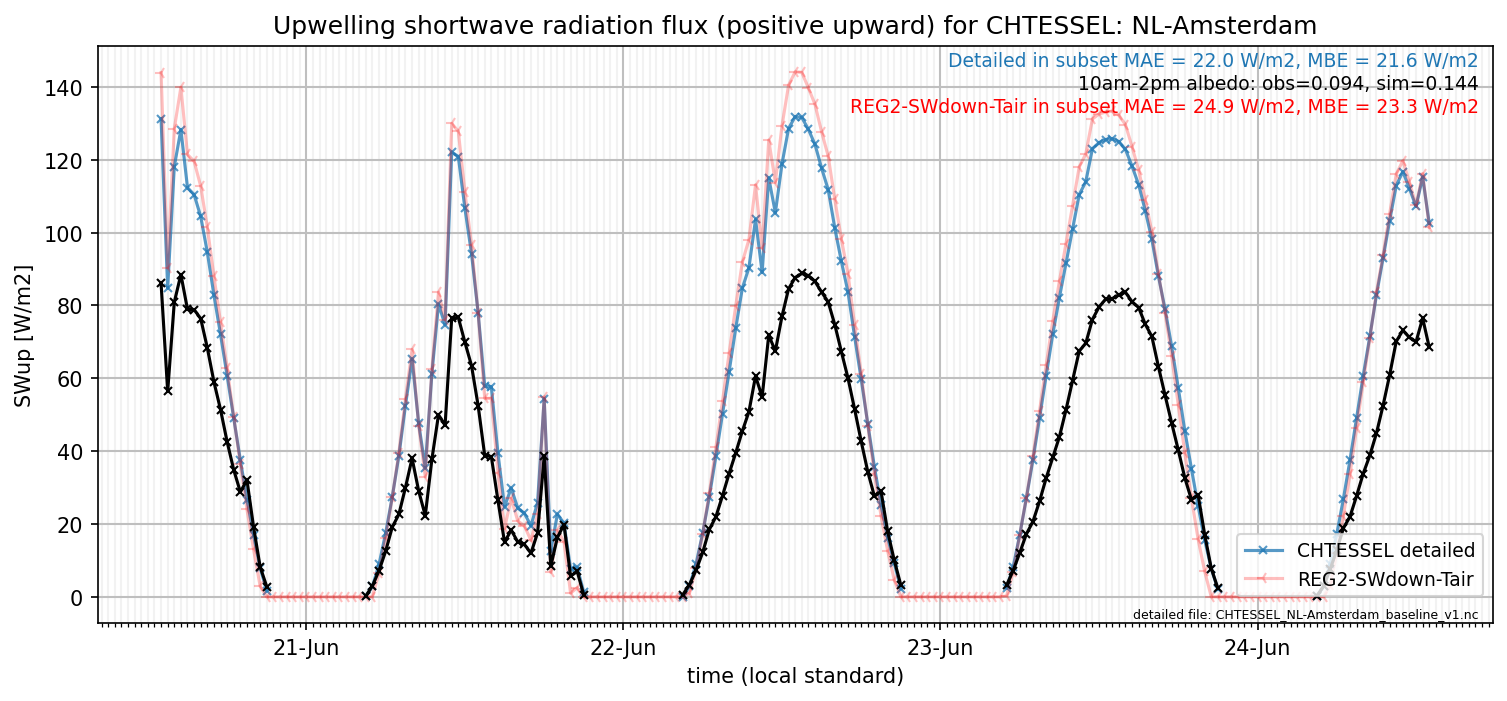 Upwelling shortwave radiation flux (positive upward) for CHTESSEL: NL-Amsterdam
Detailed in subset MAE = 22.0 W/m2, MBE = 21.6 W/m2
10am-2pm albedo: obs=0.094, sim=0.144
REG2-SWdown-Tair in subset MAE = 24.9 W/m2, MBE = 23.3 W/m2
SWup [W/m2]
140
120
100
80
60
40
20
0
CHTESSEL detailed
REG2-SWdown-Tair
detailed file: CHTESSEL_NL-Amsterdam_baseline_v1.nc
21-Jun
22-Jun
23-Jun
24-Jun
time (local standard)